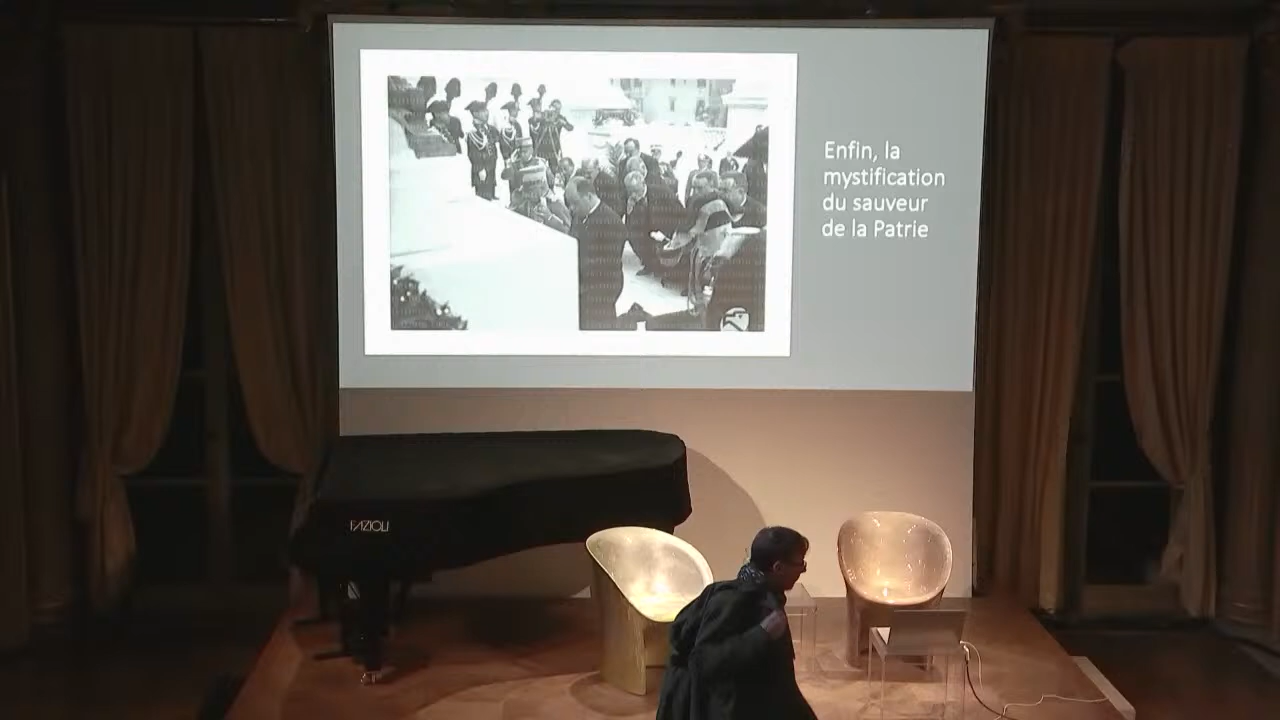 Enfin, la
mystification
du sauveur
de la Patrie
FAZIOLI